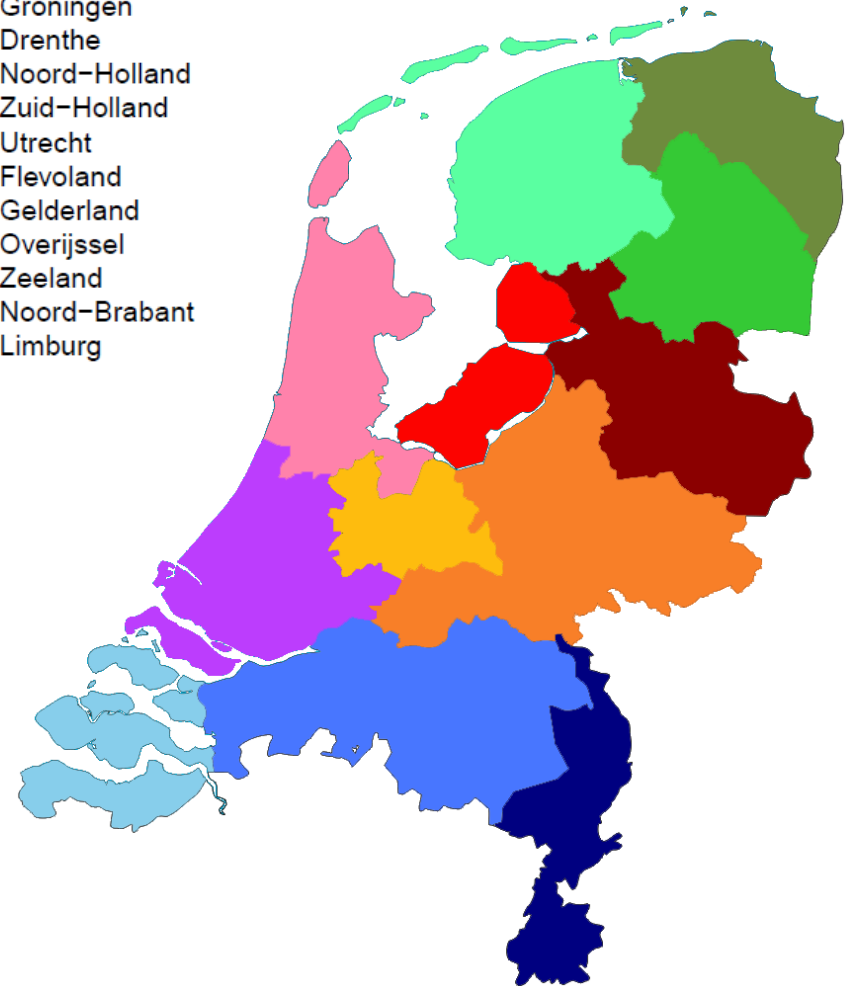 Groningen
Drenthe
Noord−Holland
Zuid−Holland
Utrecht
Flevoland
Gelderland
Overijssel
Zeeland
Noord−Brabant
Limburg